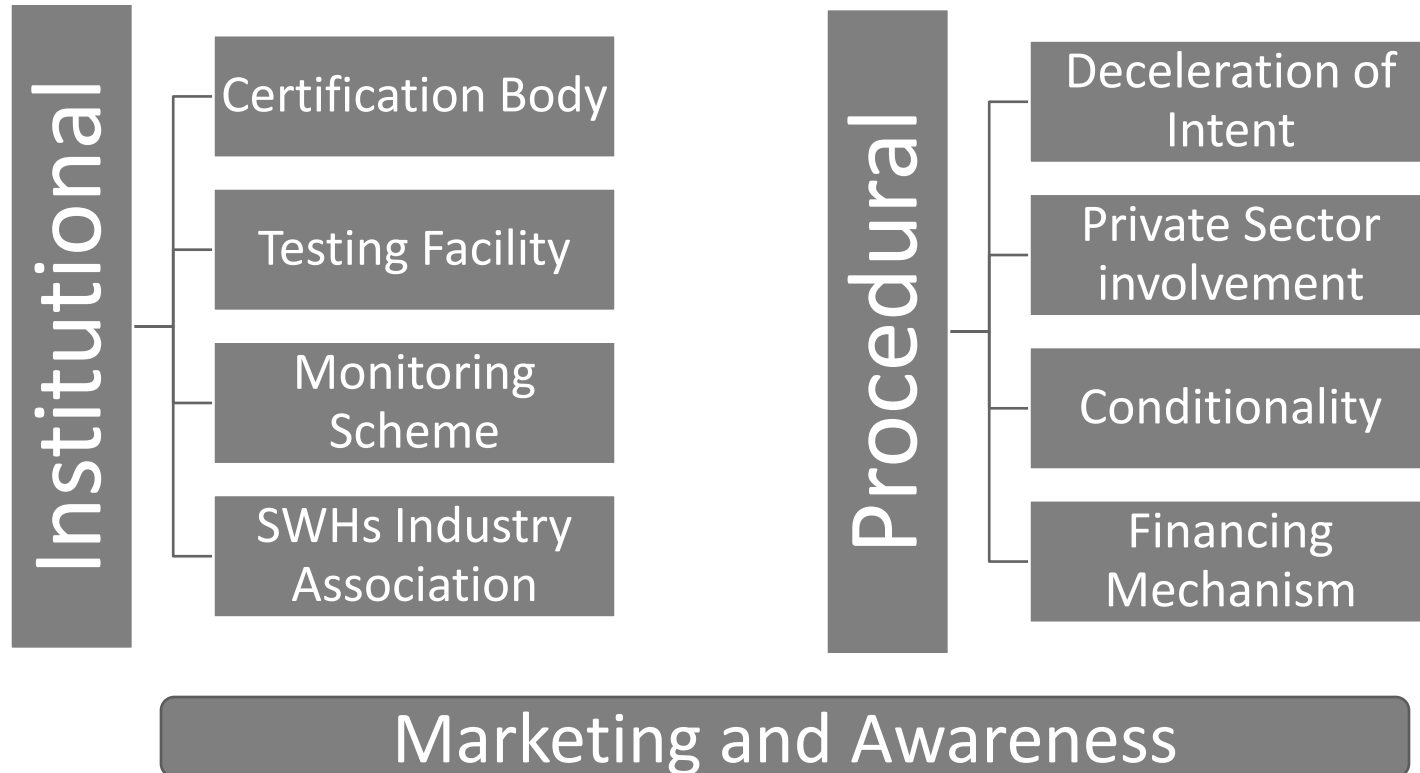 Institutional
Certification Body
Testing Facility
Monitoring
Scheme
SWHs Industry
Association
Procedural
Deceleration of
Intent
Private Sector
involvement
Conditionality
Financing
Mechanism
Marketing and Awareness